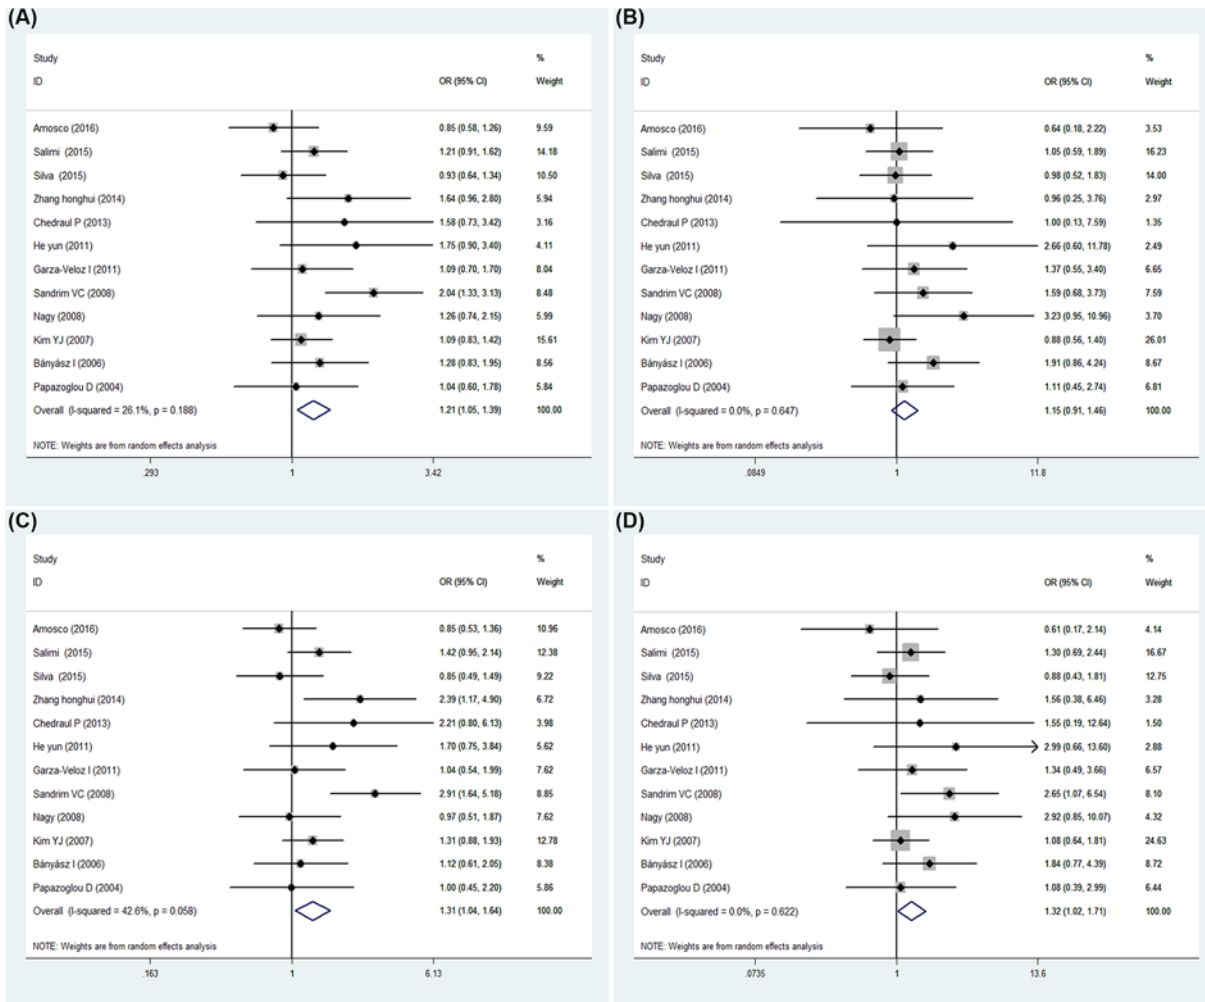 (A)
Study %
ID OR (95% CI) Weight
Amosco (2016) 0.85 (0.58, 1.26) 9.59
Salimi (2015) 1.21 (0.91, 1.62) 14.18
Silva (2015) 0.93 (0.64, 1.34) 10.50
Zhang honghui (2014) 1.64 (0.96, 2.80) 5.94
Chedraul P (2013) 1.58 (0.73, 3.42) 3.16
He yun (2011) 1.75 (0.90, 3.40) 4.11
Garza-Veloz I (2011) 1.09 (0.70, 1.70) 8.04
Sandrim VC (2008) 2.04 (1.33, 3.13) 8.48
Nagy (2008) 1.26 (0.74, 2.15) 5.99
Kim YJ (2007) 1.09 (0.83, 1.42) 15.61
Bányász I (2006) 1.28 (0.83, 1.95) 8.56
Papazoglou D (2004) 1.04 (0.60, 1.78) 5.84
Overall (I-squared = 26.1%, p = 0.188) 1.21 (1.05, 1.39) 100.00
NOTE: Weights are from random effects analysis
.293 1 3.42
(B)
Study %
ID OR (95% CI) Weight
Amosco (2016) 0.64 (0.18, 2.22) 3.53
Salimi (2015) 1.05 (0.59, 1.89) 16.23
Silva (2015) 0.98 (0.52, 1.83) 14.00
Zhang honghui (2014) 0.96 (0.25, 3.76) 2.97
Chedraul P (2013) 1.00 (0.13, 7.59) 1.35
He yun (2011) 2.66 (0.60, 11.78) 2.49
Garza-Veloz I (2011) 1.37 (0.55, 3.40) 6.65
Sandrim VC (2008) 1.59 (0.68, 3.73) 7.59
Nagy (2008) 3.23 (0.95, 10.96) 3.70
Kim YJ (2007) 0.88 (0.56, 1.40) 26.01
Bányász I (2006) 1.91 (0.86, 4.24) 8.67
Papazoglou D (2004) 1.11 (0.45, 2.74) 6.81
Overall (I-squared = 0.0%, p = 0.647) 1.15 (0.91, 1.46) 100.00
NOTE: Weights are from random effects analysis
.0849 1 11.8
(C)
Study %
ID OR (95% CI) Weight
Amosco (2016) 0.85 (0.53, 1.36) 10.96
Salimi (2015) 1.42 (0.95, 2.14) 12.38
Silva (2015) 0.85 (0.49, 1.49) 9.22
Zhang honghui (2014) 2.39 (1.17, 4.90) 6.72
Chedraul P (2013) 2.21 (0.80, 6.13) 3.98
He yun (2011) 1.70 (0.75, 3.84) 5.62
Garza-Veloz I (2011) 1.04 (0.54, 1.99) 7.62
Sandrim VC (2008) 2.91 (1.64, 5.18) 8.85
Nagy (2008) 0.97 (0.51, 1.87) 7.62
Kim YJ (2007) 1.31 (0.88, 1.93) 12.78
Bányász I (2006) 1.12 (0.61, 2.05) 8.38
Papazoglou D (2004) 1.00 (0.45, 2.20) 5.86
Overall (I-squared = 42.6%, p = 0.058) 1.31 (1.04, 1.64) 100.00
NOTE: Weights are from random effects analysis
.163 1 6.13
(D)
Study %
ID OR (95% CI) Weight
Amosco (2016) 0.61 (0.17, 2.14) 4.14
Salimi (2015) 1.30 (0.69, 2.44) 16.67
Silva (2015) 0.88 (0.43, 1.81) 12.75
Zhang honghui (2014) 1.56 (0.38, 6.46) 3.28
Chedraul P (2013) 1.55 (0.19, 12.64) 1.50
He yun (2011) 2.99 (0.66, 13.60) 2.88
Garza-Veloz I (2011) 1.34 (0.49, 3.66) 6.57
Sandrim VC (2008) 2.65 (1.07, 6.54) 8.10
Nagy (2008) 2.92 (0.85, 10.07) 4.32
Kim YJ (2007) 1.08 (0.64, 1.81) 24.63
Bányász I (2006) 1.84 (0.77, 4.39) 8.72
Papazoglou D (2004) 1.08 (0.39, 2.99) 6.44
Overall (I-squared = 0.0%, p = 0.622) 1.32 (1.02, 1.71) 100.00
NOTE: Weights are from random effects analysis
.0735 1 13.6